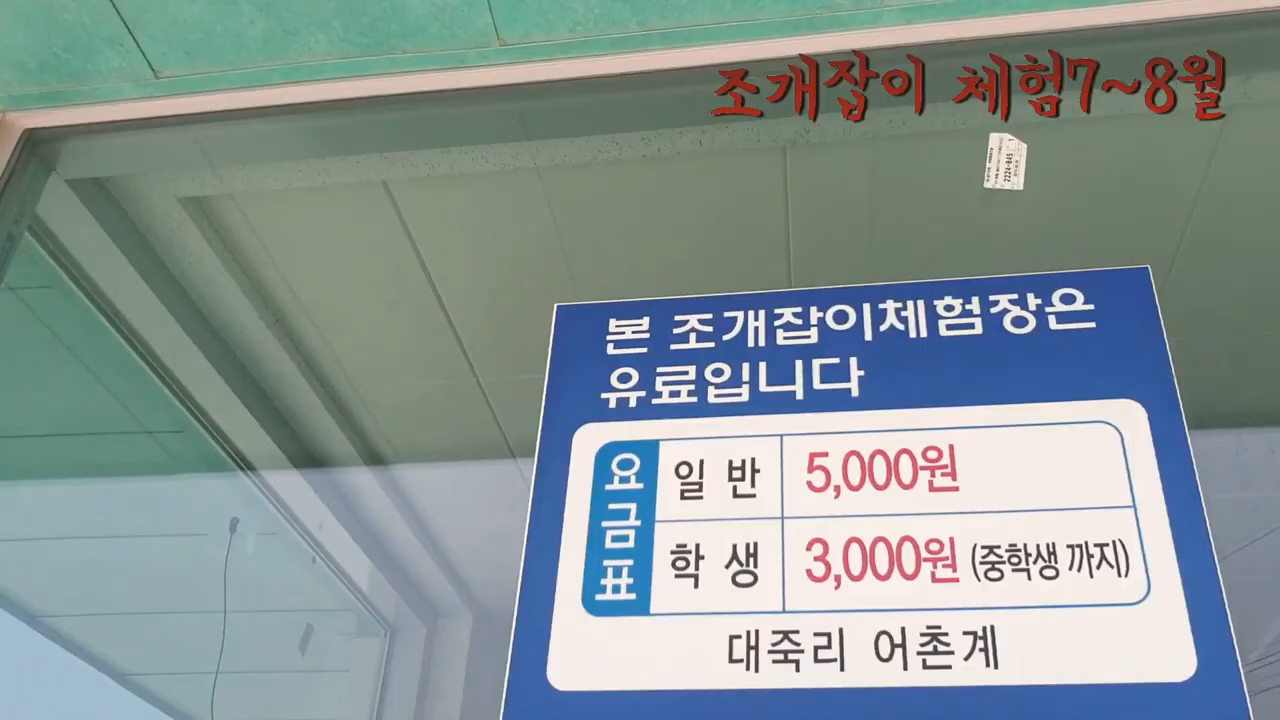 조개잡이 체험7~8월
2224-845
본 조개잡이체험장은
유료입니다
요금표
일반 5,000원
학생 3,000원 (중학생 까지)
대죽리 어촌계